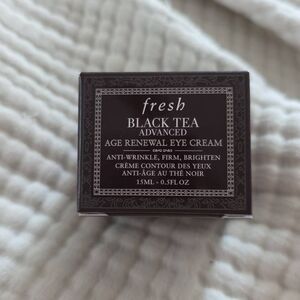 fresh
BLACK TEA
ADVANCED
AGE RENEWAL EYE CREAM
ANTI-WRINKLE, FIRM, BRIGHTEN
CRÈME CONTOUR DES YEUX
ANTI-ÂGE AU THÉ NOIR
15ML - 0.5FL OZ